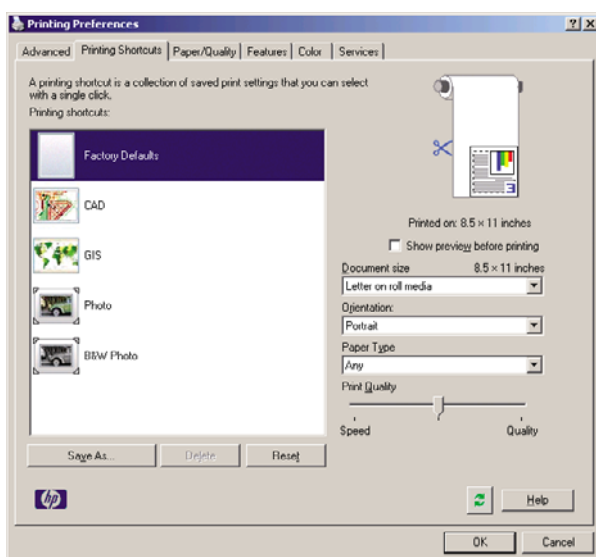 Printing Preferences
Advanced
Printing Shortcuts
Paper/Quality
Features
Color
Services
A printing shortcut is a collection of saved print settings that you can select
with a single click.
Printing shortcuts:
Factory Defaults
CAD
GIS
Photo
B&W Photo
Save As...
Delete
Reset
3
Printed on: 8.5 × 11 inches
Show preview before printing
Document size
8.5 × 11 inches
Letter on roll media
Orientation:
Portrait
Paper Type
Any
Print Quality
Speed
Quality
hp
Help
OK
Cancel